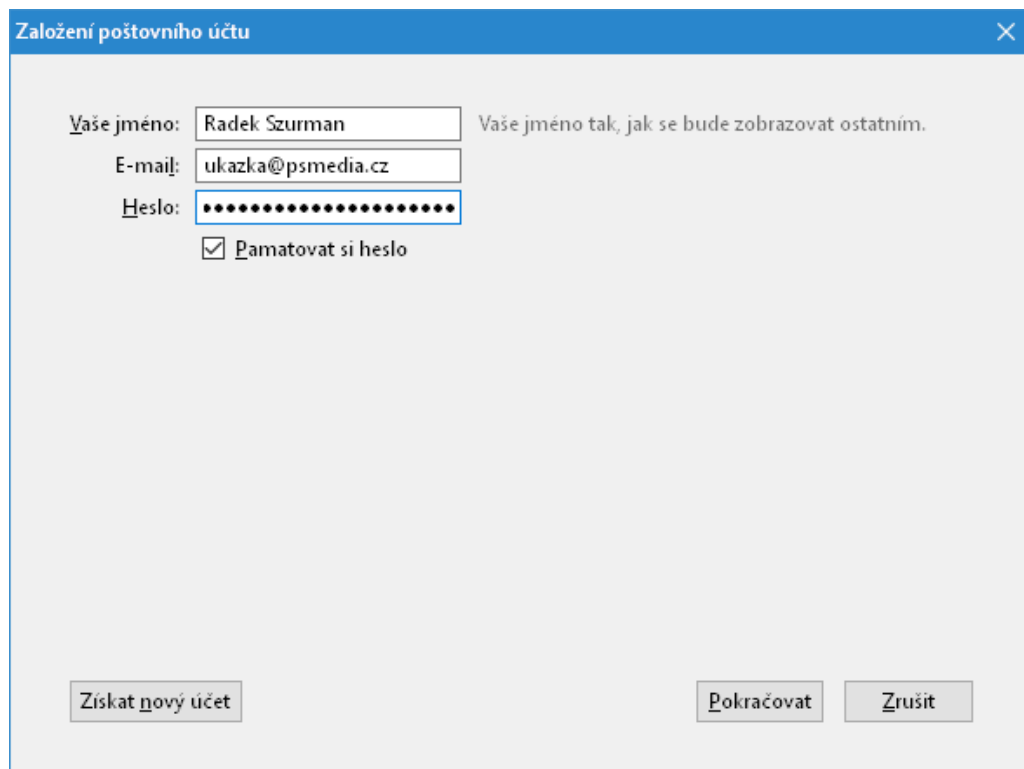 Založení poštovního účtu
Vaše jméno: Radek Szurman Vaše jméno tak, jak se bude zobrazovat ostatním.
E-mail: ukazka@psmedia.cz
Heslo: •••••••••••••••••••••
Pamatovat si heslo
Získat nový účet Pokračovat Zrušit